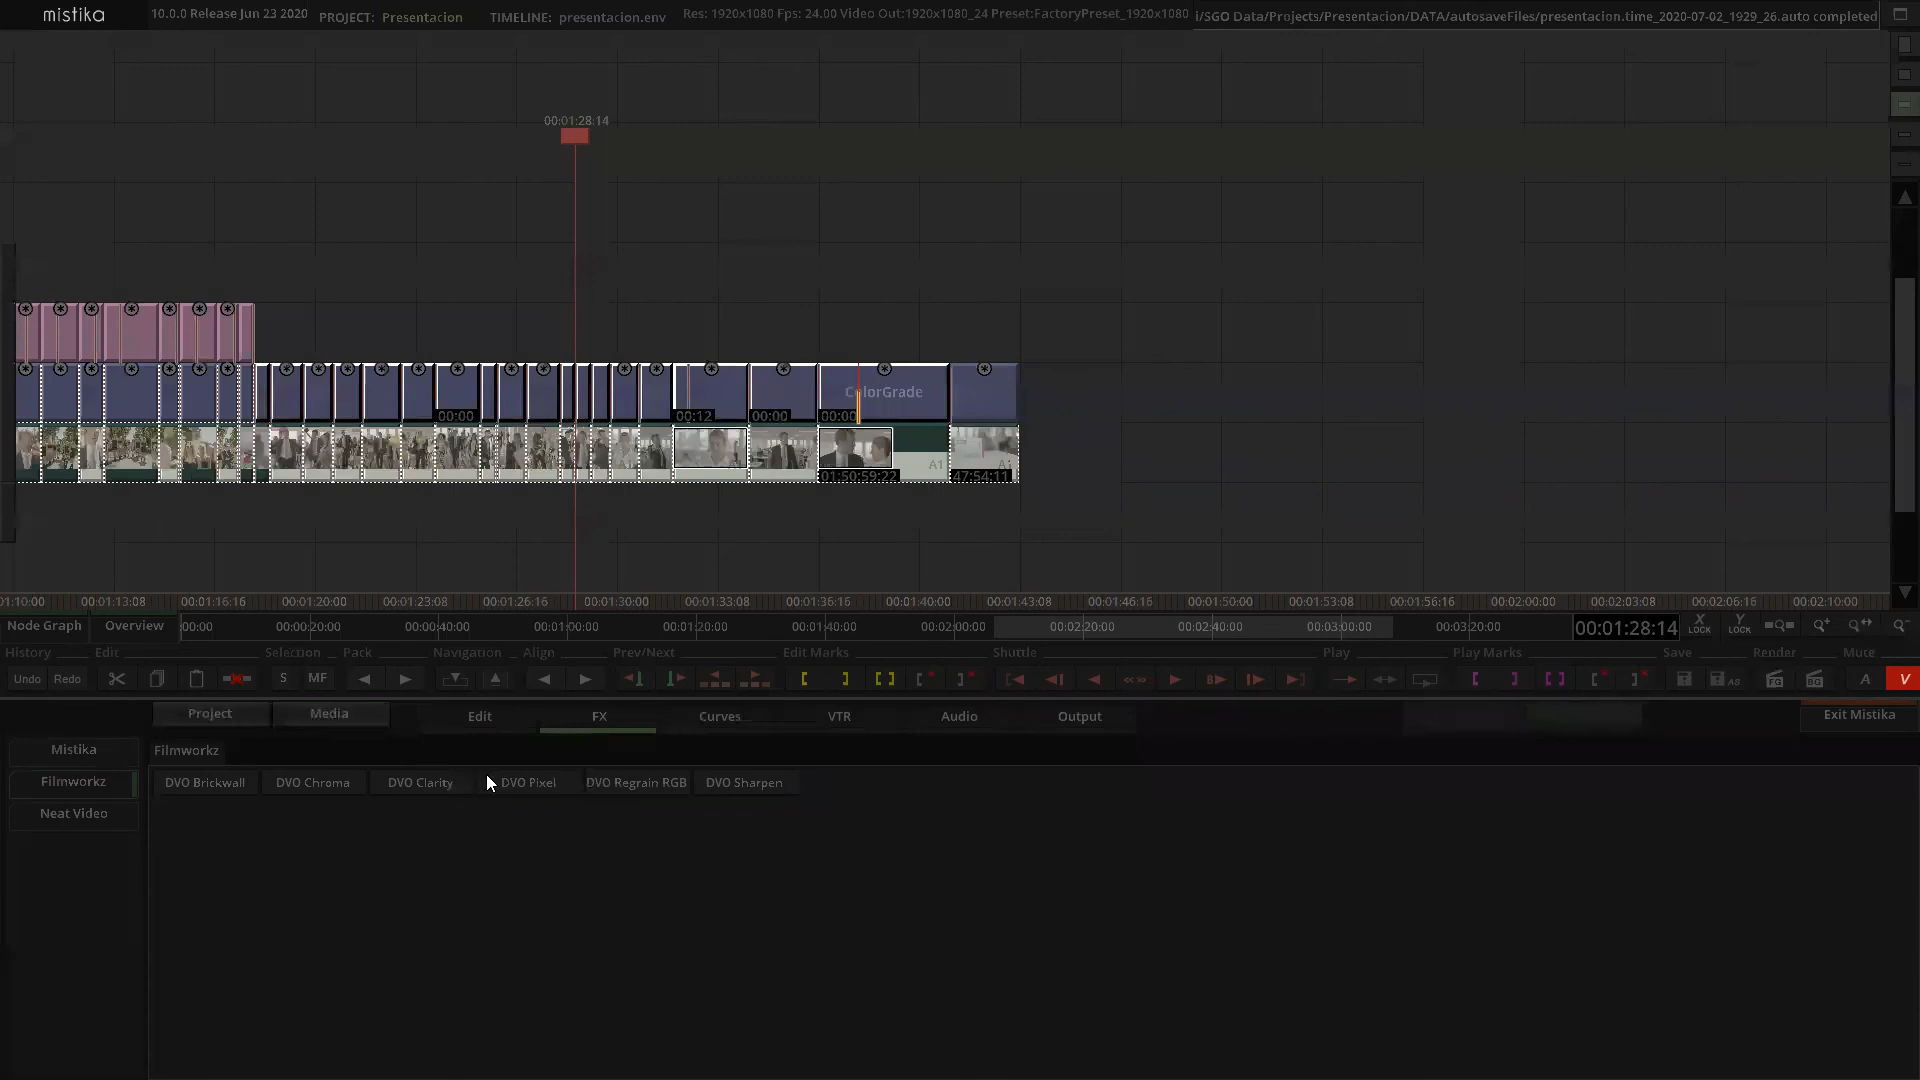 mistika 10.0.0 Release Jun 23 2020 PROJECT: Presentacion TIMELINE: presentacion.env Res: 1920x1080 Fps: 24.00 Video Out:1920x1080_24 Preset:FactoryPreset_1920x1080 i/SGO Data/Projects/Presentacion/DATA/autosaveFiles/presentacion.time_2020-07-02_1929_26.auto completed
00:01:28:14
ColorGrade
00:00 00:12 00:00 00:00
A1
01:50:59:22 47:54:11
01:10:00 00:01:13:08 00:01:16:16 00:01:20:00 00:01:23:08 00:01:26:16 00:01:30:00 00:01:33:08 00:01:36:16 00:01:40:00 00:01:43:08 00:01:46:16 00:01:50:00 00:01:53:08 00:01:56:16 00:02:00:00 00:02:03:08 00:02:06:16 00:02:10:00
Node Graph Overview 00:00 00:00:20:00 00:00:40:00 00:01:00:00 00:01:20:00 00:01:40:00 00:02:00:00 00:02:20:00 00:02:40:00 00:03:00:00 00:03:20:00 00:01:28:14 X LOCK Y LOCK
History Edit Selection Pack Navigation Align Prev/Next Edit Marks Shuttle Play Play Marks Save Render Mute
Undo Redo S MF AS FG BG A V
Project Media Edit FX Curves VTR Audio Output Exit Mistika
Mistika Filmworkz
Filmworkz DVO Brickwall DVO Chroma DVO Clarity DVO Pixel DVO Regrain RGB DVO Sharpen
Neat Video